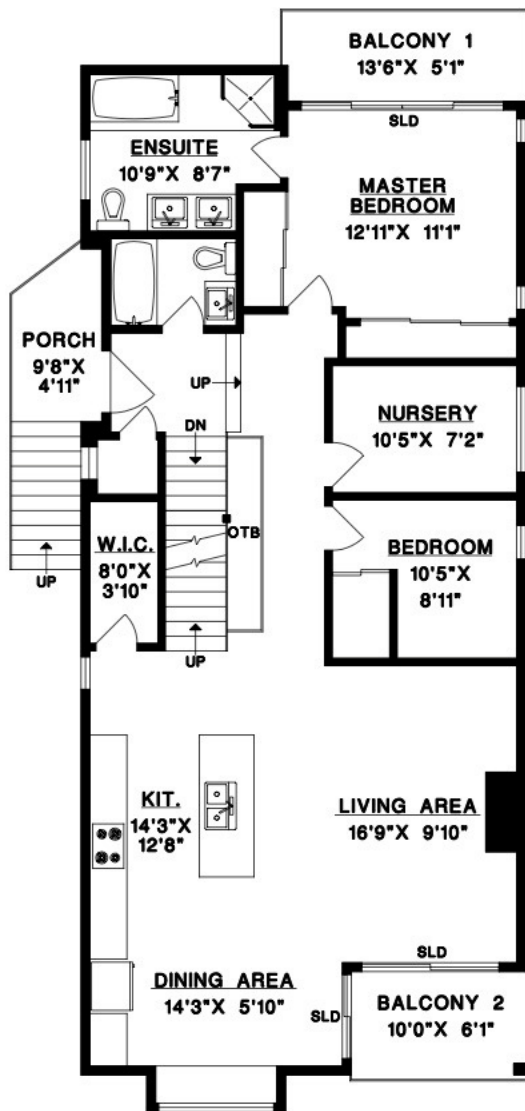 BALCONY 1
13'6"X 5'1"
SLD
ENSUITE
10'9"X 8'7"
MASTER
BEDROOM
12'11"X 11'1"
PORCH
9'8"X
4'11"
UP
DN
NURSERY
10'5"X 7'2"
OTB
W.I.C.
8'0"X
3'10"
BEDROOM
10'5"X
8'11"
UP
UP
KIT.
14'3"X
12'8"
LIVING AREA
16'9"X 9'10"
SLD
DINING AREA
14'3"X 5'10"
SLD
BALCONY 2
10'0"X 6'1"